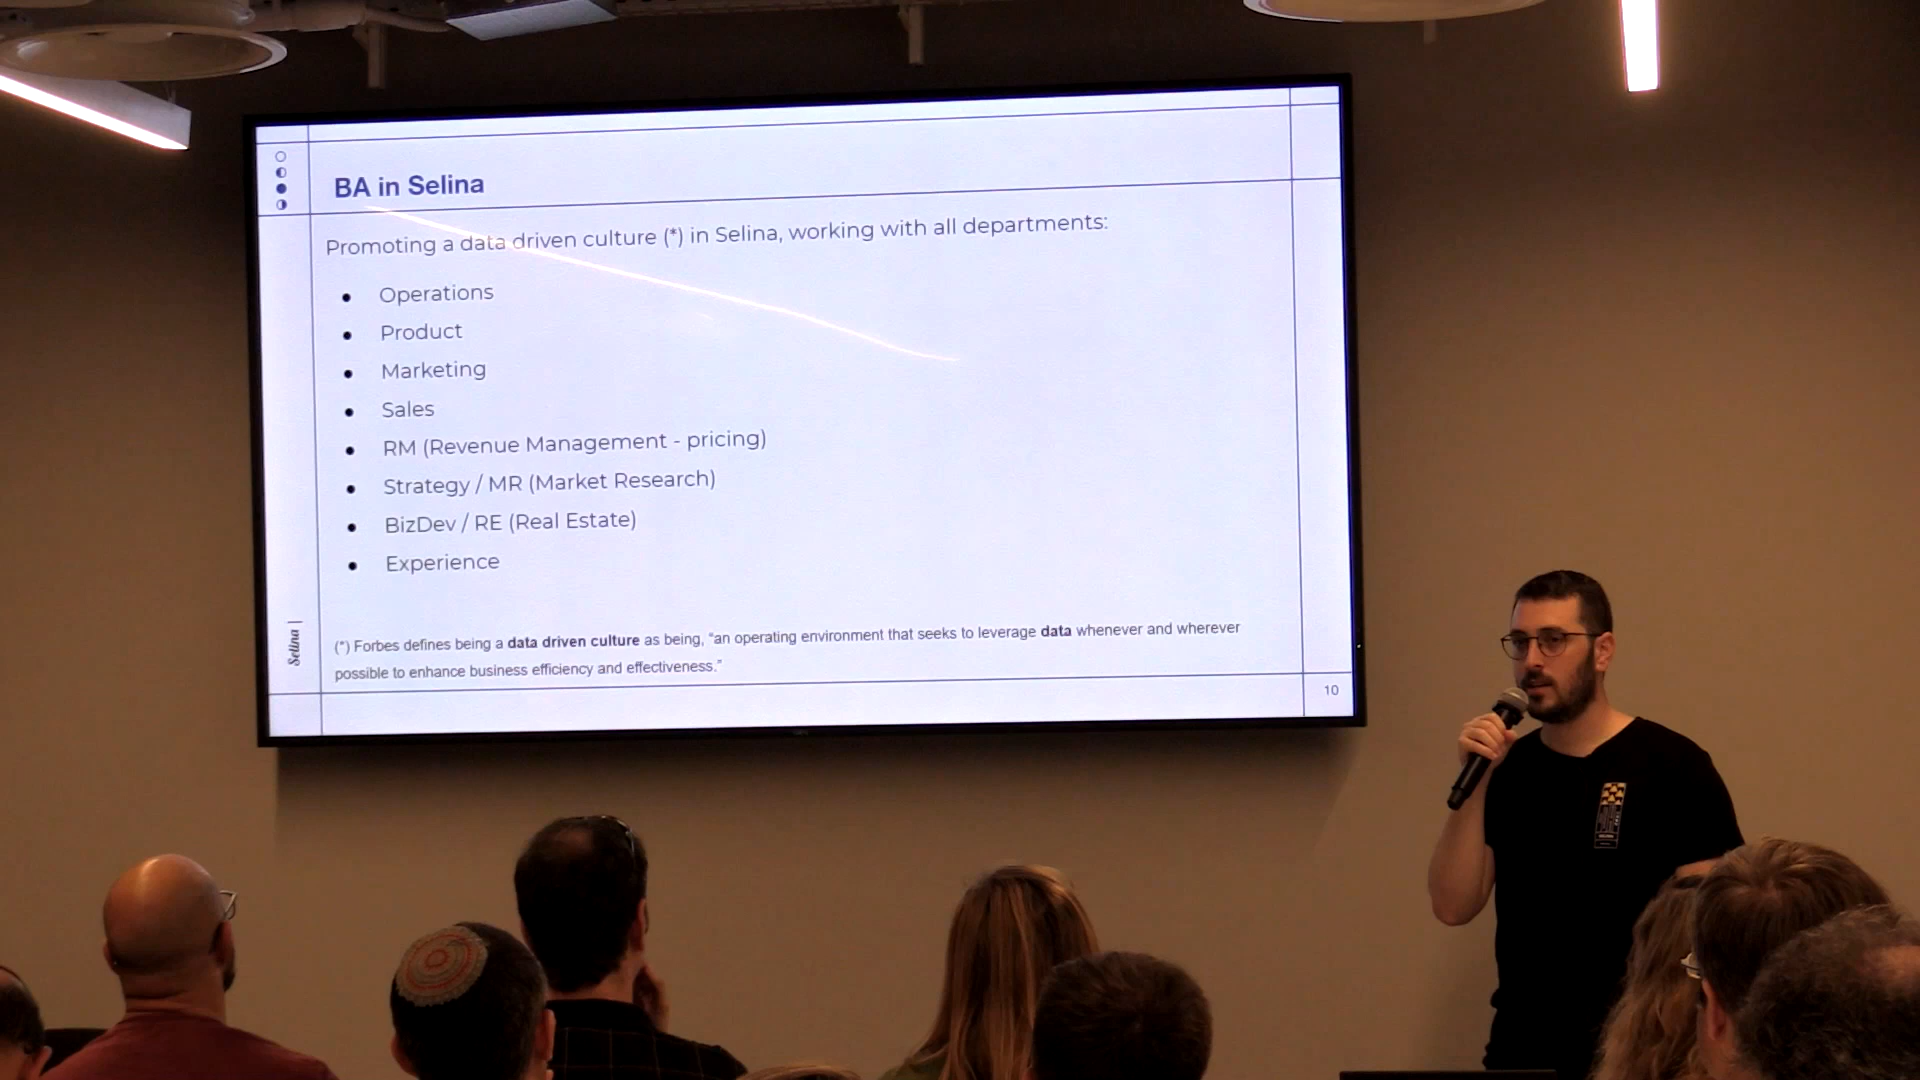 BA in Selina
Promoting a data driven culture (*) in Selina, working with all departments:
● Operations
● Product
● Marketing
● Sales
● RM (Revenue Management - pricing)
● Strategy / MR (Market Research)
● BizDev / RE (Real Estate)
● Experience
(*) Forbes defines being a data driven culture as being, “an operating environment that seeks to leverage data whenever and wherever
possible to enhance business efficiency and effectiveness.”
Selina |
10